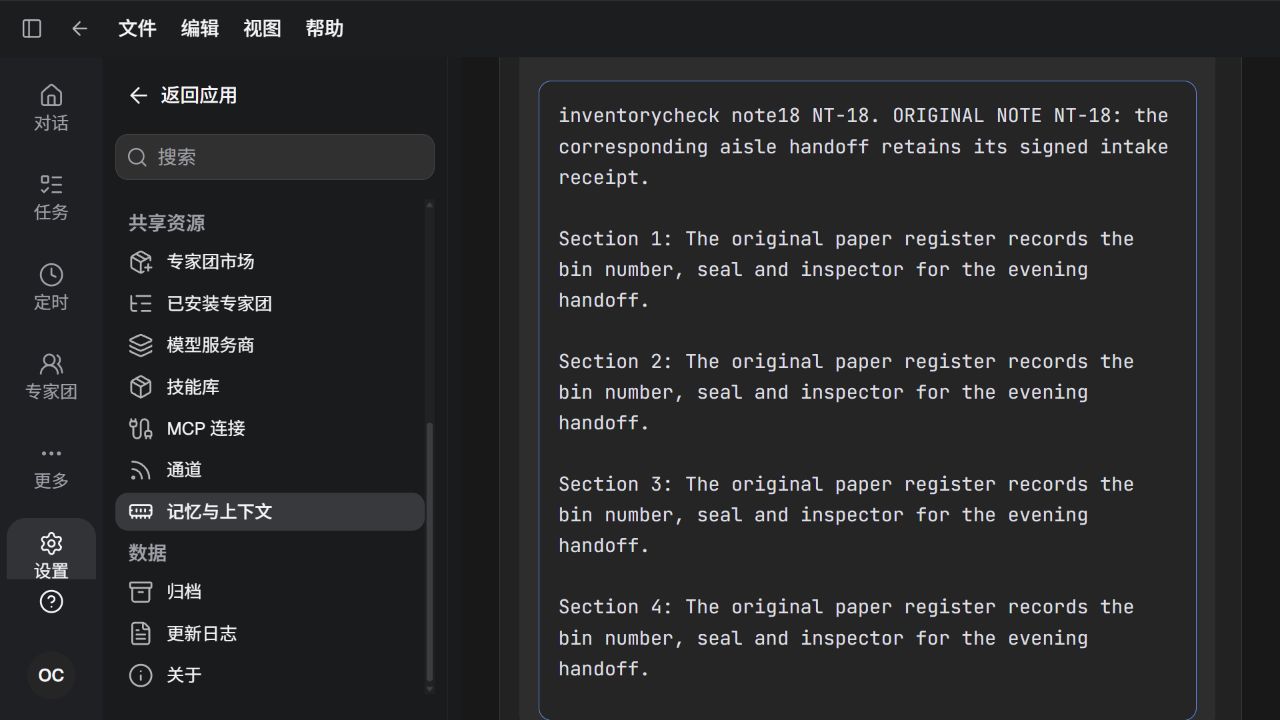 文件 编辑 视图 帮助
对话
任务
定时
专家团
更多
设置
OC
返回应用
搜索
共享资源
专家团市场
已安装专家团
模型服务商
技能库
MCP 连接
通道
记忆与上下文
数据
归档
更新日志
关于
inventorycheck note18 NT-18. ORIGINAL NOTE NT-18: the
corresponding aisle handoff retains its signed intake
receipt.
Section 1: The original paper register records the
bin number, seal and inspector for the evening
handoff.
Section 2: The original paper register records the
bin number, seal and inspector for the evening
handoff.
Section 3: The original paper register records the
bin number, seal and inspector for the evening
handoff.
Section 4: The original paper register records the
bin number, seal and inspector for the evening
handoff.